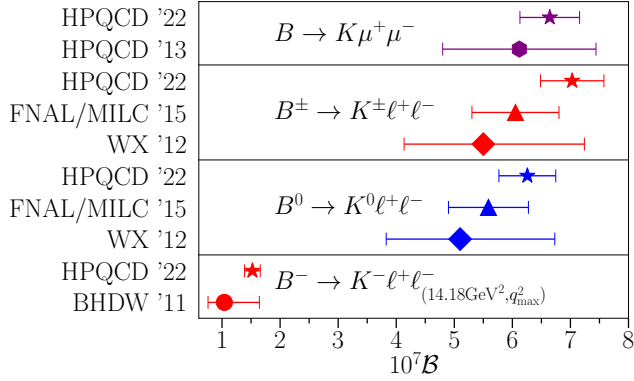 HPQCD '22
B → Kμ⁺μ⁻
HPQCD '13
HPQCD '22
FNAL/MILC '15 B± → K±ℓ⁺ℓ⁻
WX '12
HPQCD '22
FNAL/MILC '15 B⁰ → K⁰ℓ⁺ℓ⁻
WX '12
HPQCD '22 B⁻ → K⁻ℓ⁺ℓ⁻(14.18GeV²,q²max)
BHDW '11
1 2 3 4 5 6 7 8
10⁷ℬ